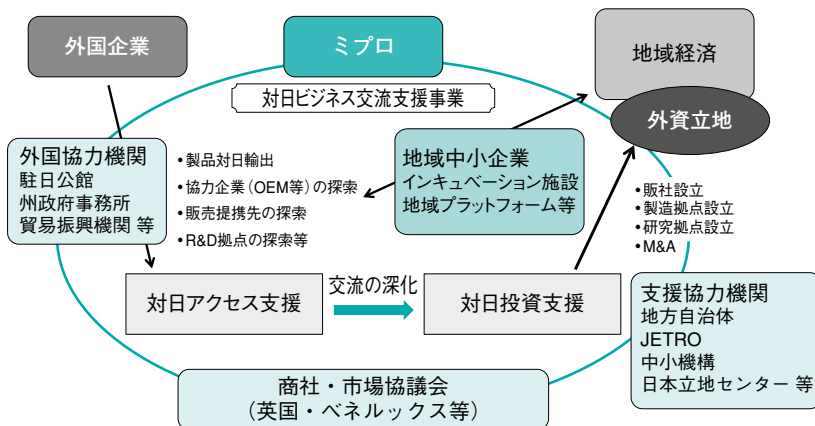 外国企業
ミプロ
地域経済
対日ビジネス交流支援事業
外資立地
外国協力機関
駐日公館
州政府事務所
貿易振興機関 等
•製品対日輸出
•協力企業（OEM等）の探索
•販売提携先の探索
•R&D拠点の探索等
地域中小企業
インキュベーション施設
地域プラットフォーム等
•販社設立
•製造拠点設立
•研究拠点設立
•M&A
対日アクセス支援
交流の深化
対日投資支援
支援協力機関
地方自治体
JETRO
中小機構
日本立地センター 等
商社・市場協議会
（英国・ベネルックス等）